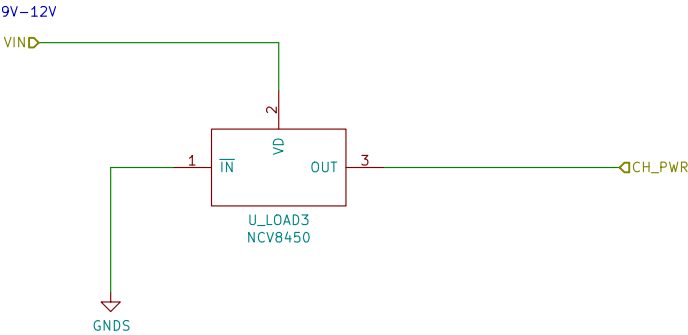 9V-12V
VIN
2
VD
1
IN
OUT
3
CH_PWR
U_LOAD3
NCV8450
GNDS